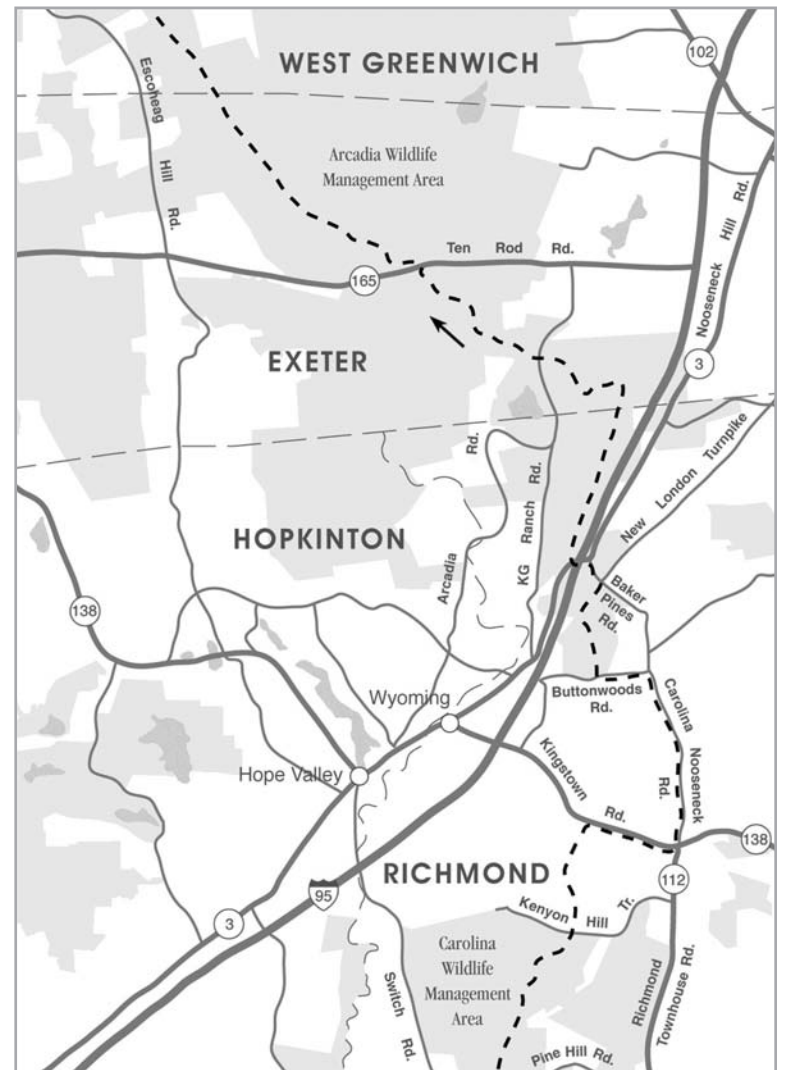 WEST GREENWICH
102
Escoheag
Hill
Rd.
Arcadia Wildlife
Management Area
Nooseneck Hill Rd.
Ten Rod Rd.
165
EXETER
3
Rd.
Arcadia
KG Ranch Rd.
New London Turnpike
HOPKINTON
Baker
Pines
Rd.
138
Wyoming
Buttonwoods
Rd.
Carolina
Nooseneck
Rd.
Hope Valley
Kingstown
Rd.
138
RICHMOND
112
95
3
Kenyon Hill Tr.
Carolina
Wildlife
Management
Area
Switch
Rd.
Richmond
Townhouse Rd.
Pine Hill Rd.